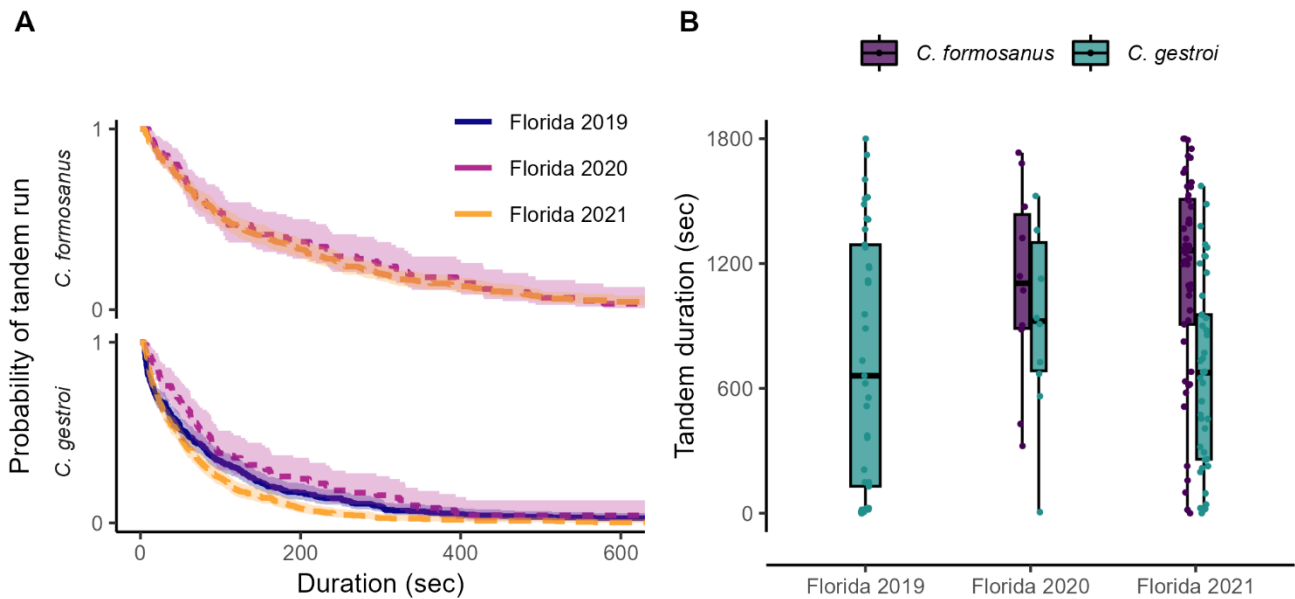 A
Probability of tandem run
C. formosanus
1
0
Florida 2019
Florida 2020
Florida 2021
C. gestroi
1
0
0
200
400
600
Duration (sec)
B
C. formosanus
C. gestroi
Tandem duration (sec)
1800
1200
600
0
Florida 2019
Florida 2020
Florida 2021